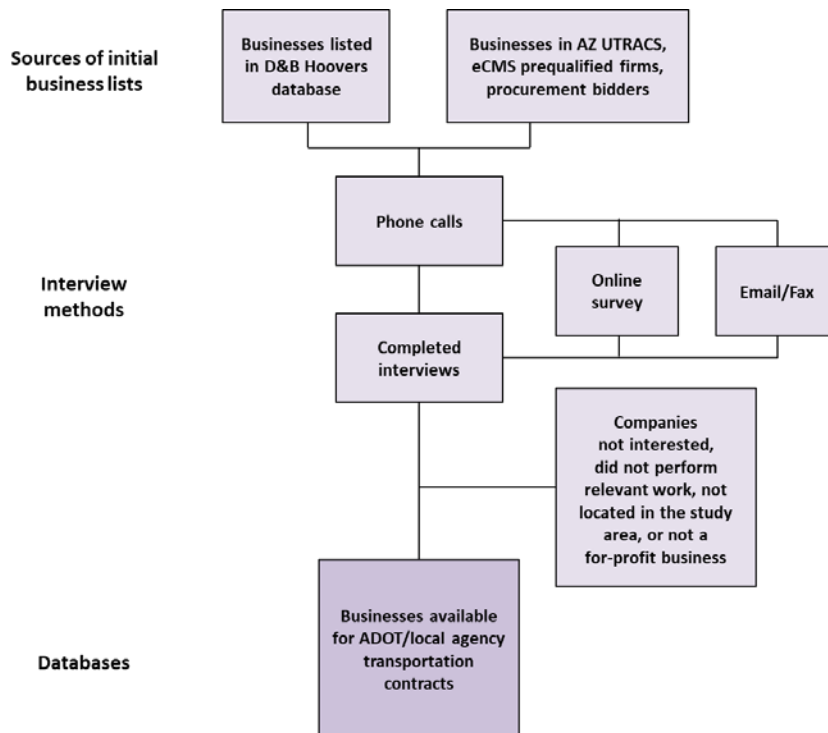 Sources of initial
business lists
Businesses listed
in D&B Hoovers
database
Businesses in AZ UTRACS,
eCMS prequalified firms,
procurement bidders
Phone calls
Interview
methods
Online
survey
Email/Fax
Completed
interviews
Companies
not interested,
did not perform
relevant work, not
located in the study
area, or not a
for-profit business
Businesses available
for ADOT/local agency
transportation
contracts
Databases